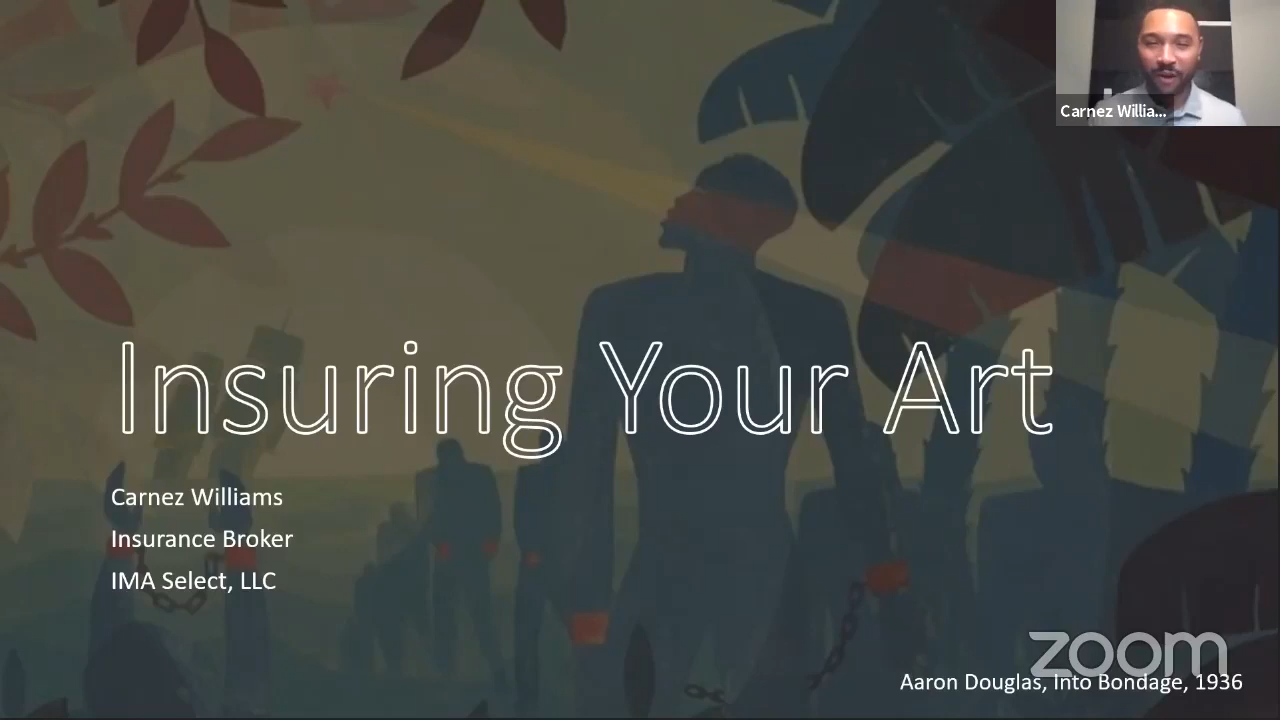 Carnez Willia...
Insuring Your Art
Carnez Williams
Insurance Broker
IMA Select, LLC
zoom
Aaron Douglas, Into Bondage, 1936